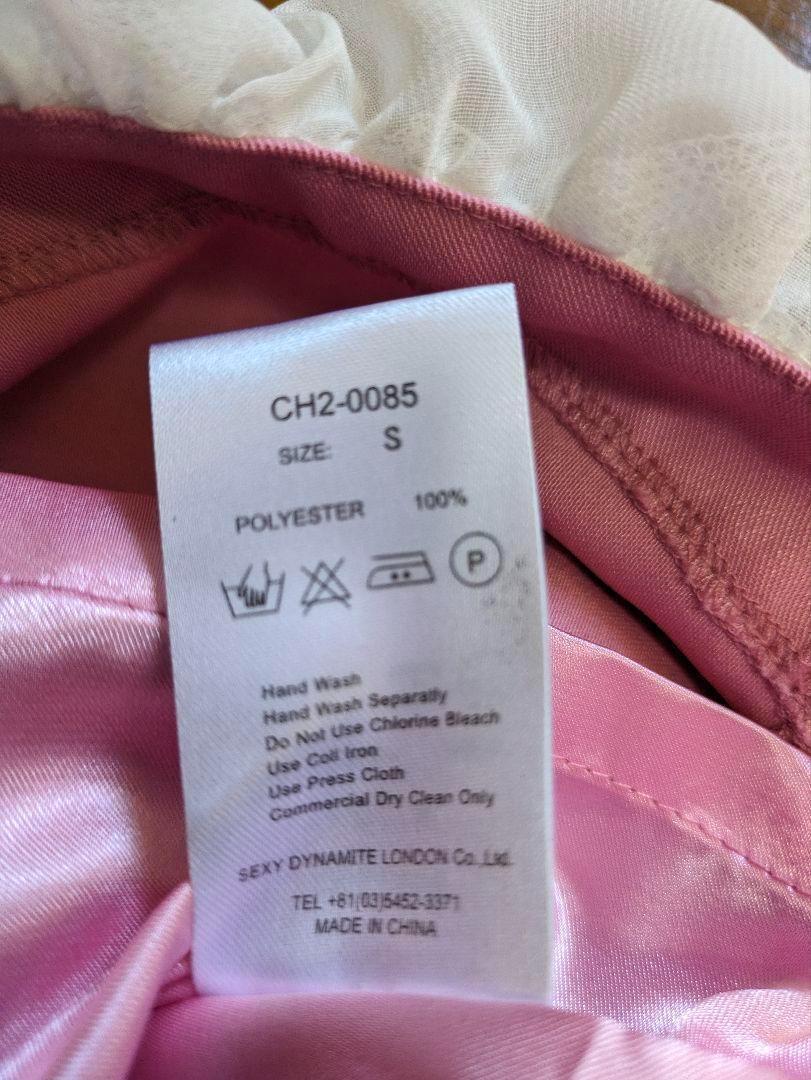 CH2-0085
SIZE: S
POLYESTER 100%
P
Hand Wash
Hand Wash Separatly
Do Not Use Chlorine Bleach
Use Coil Iron
Use Press Cloth
Commercial Dry Clean Only
SEXY DYNAMITE LONDON Co.,Ltd.
TEL +81(03)5452-3371
MADE IN CHINA